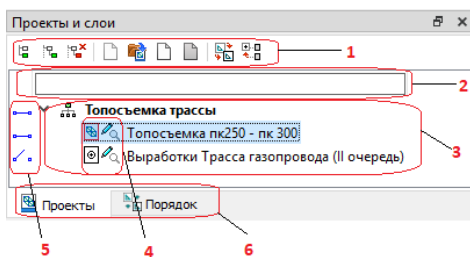 Проекты и слои
1
2
Топосъемка трассы
Топосъемка пк250 - пк 300
Выработки Трасса газопровода (II очередь)
3
Проекты
Порядок
5
4
6